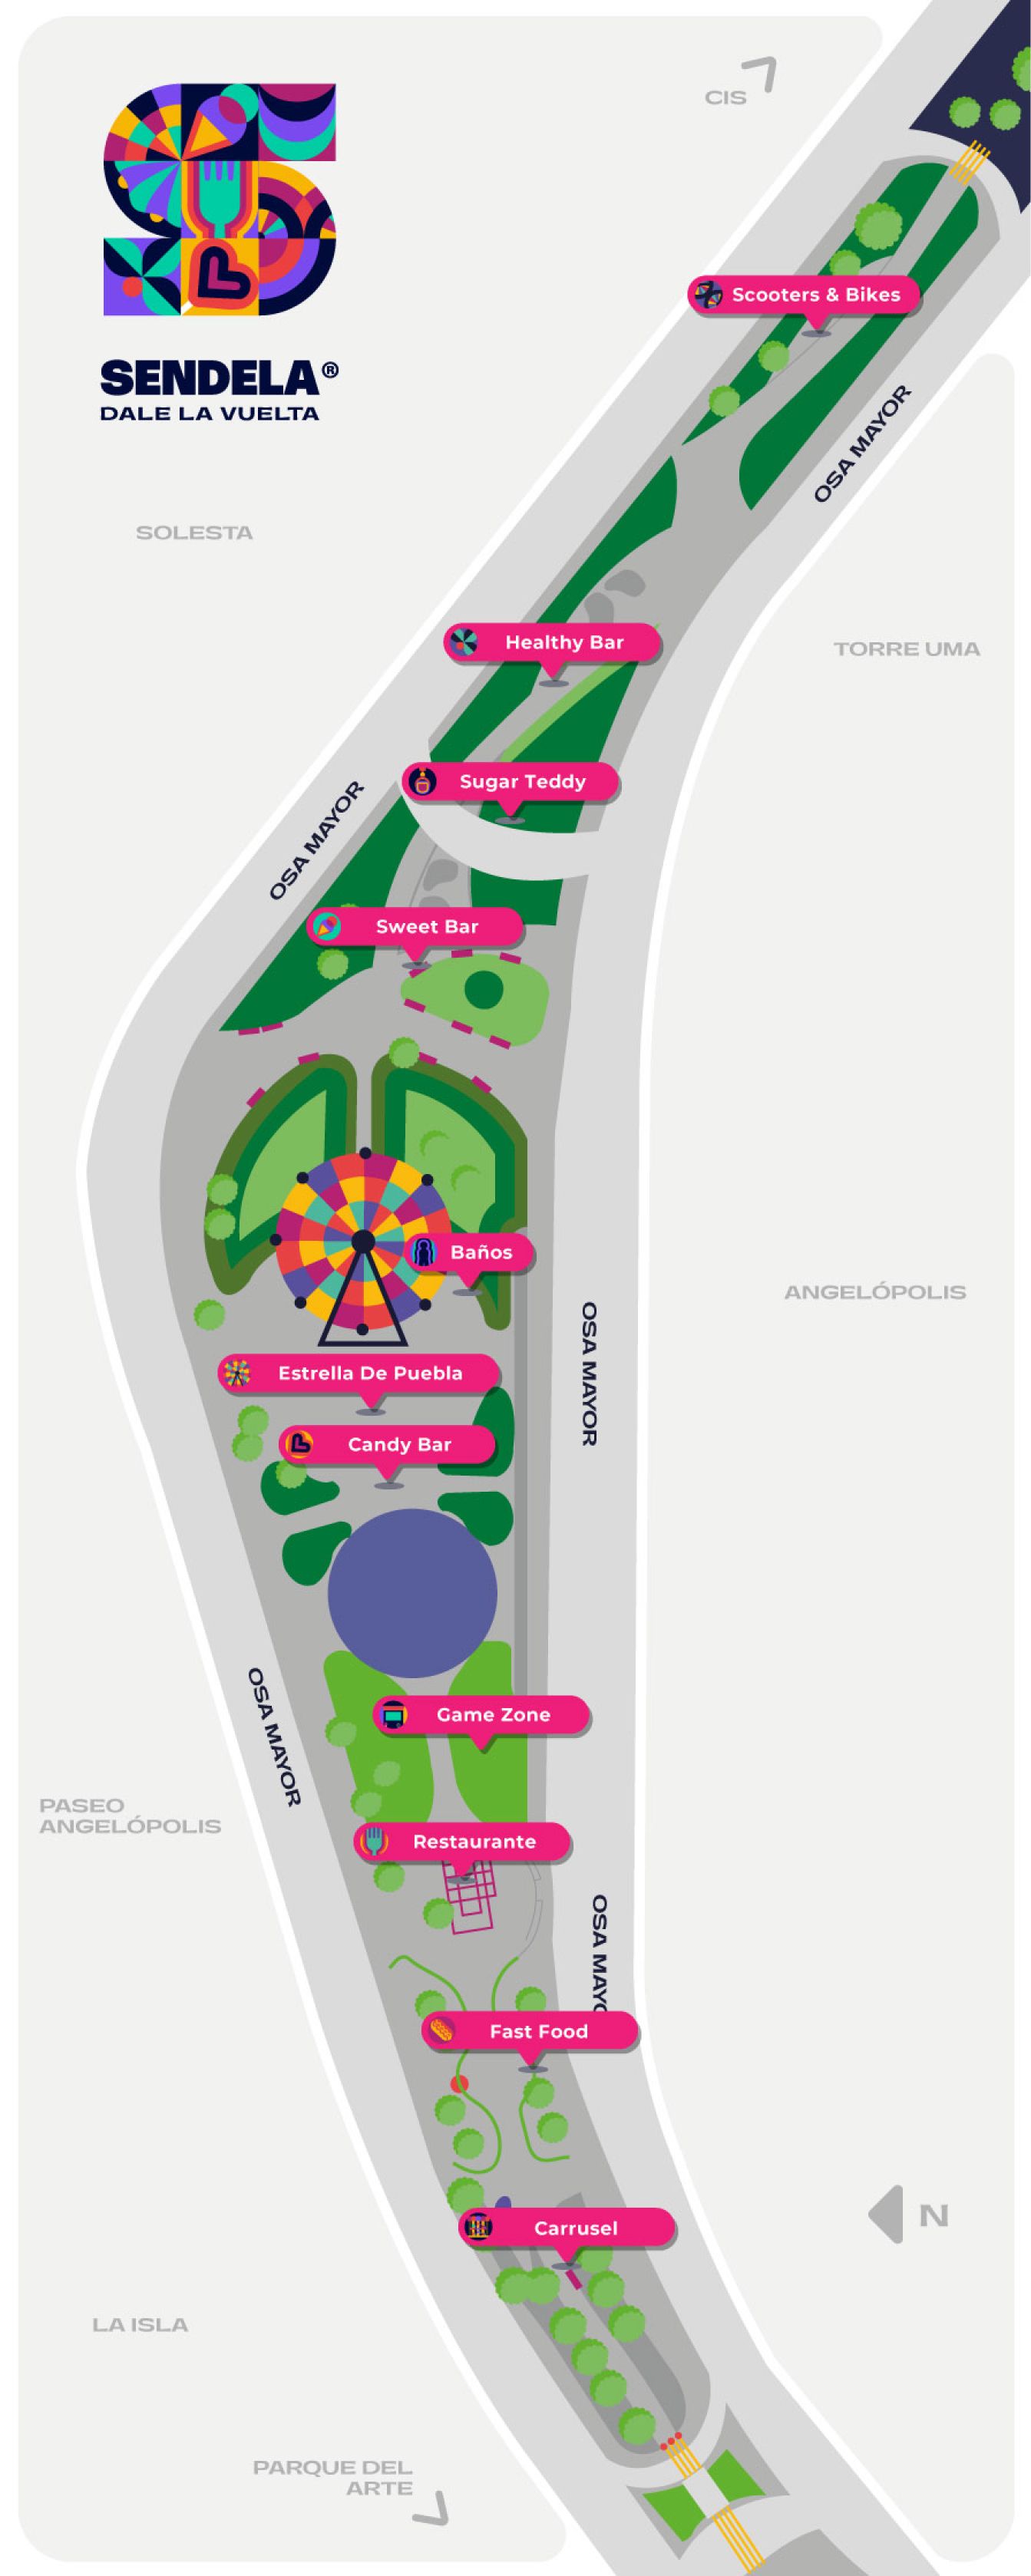 CIS
SENDELA®
DALE LA VUELTA
Scooters & Bikes
OSA MAYOR
SOLESTA
Healthy Bar
TORRE UMA
Sugar Teddy
OSA MAYOR
Sweet Bar
Baños
ANGELÓPOLIS
OSA MAYOR
Estrella De Puebla
Candy Bar
Game Zone
OSA MAYOR
PASEO
ANGELÓPOLIS
Restaurante
OSA MAYO
Fast Food
N
Carrusel
LA ISLA
PARQUE DEL
ARTE